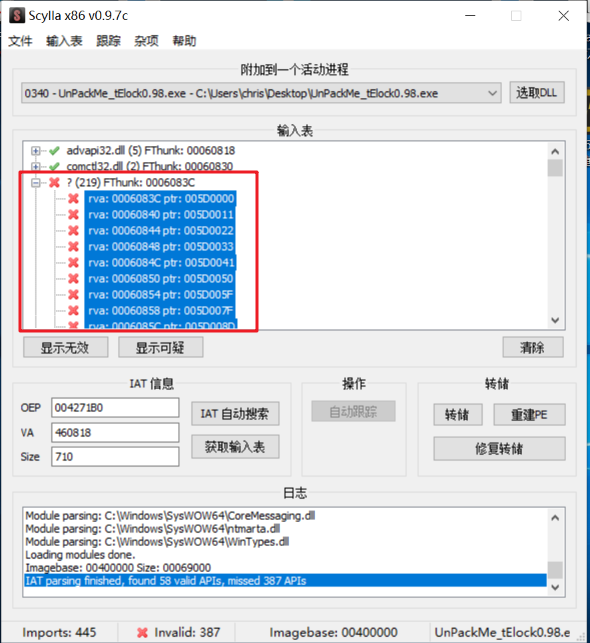 Scylla x86 v0.9.7c
文件 输入表 跟踪 杂项 帮助
附加到一个活动进程
0340 - UnPackMe_tElock0.98.exe - C:\Users\chris\Desktop\UnPackMe_tElock0.98.exe
选取DLL
输入表
advapi32.dll (5) FThunk: 00060818
comctl32.dll (2) FThunk: 00060830
? (219) FThunk: 0006083C
rva: 0006083C ptr: 005D0000
rva: 00060840 ptr: 005D0011
rva: 00060844 ptr: 005D0022
rva: 00060848 ptr: 005D0033
rva: 0006084C ptr: 005D0041
rva: 00060850 ptr: 005D0050
rva: 00060854 ptr: 005D005F
rva: 00060858 ptr: 005D007F
rva: 0006085C ptr: 005D008D
显示无效 显示可疑 清除
IAT 信息
OEP 004271B0
VA 460818
Size 710
IAT 自动搜索
获取输入表
操作
自动跟踪
转储
转储 重建PE
修复转储
日志
Module parsing: C:\Windows\SysWOW64\CoreMessaging.dll
Module parsing: C:\Windows\SysWOW64\ntmarta.dll
Module parsing: C:\Windows\SysWOW64\WinTypes.dll
Loading modules done.
Imagebase: 00400000 Size: 00069000
IAT parsing finished, found 58 valid APIs, missed 387 APIs
Imports: 445 Invalid: 387 Imagebase: 00400000 UnPackMe_tElock0.98.e